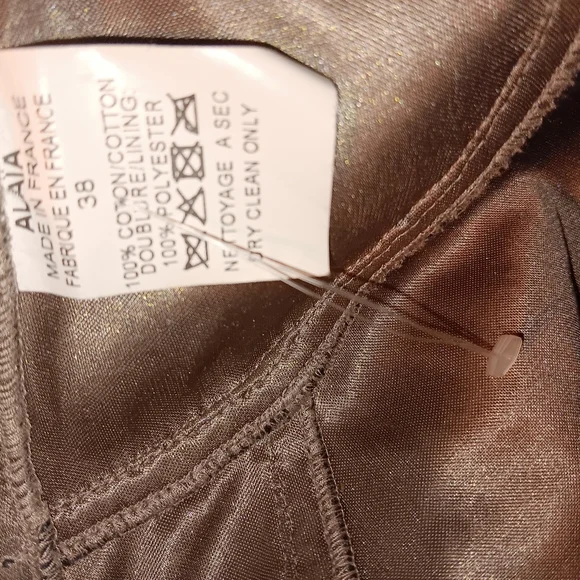 ALAIA
MADE IN FRANCE
FABRIQUE EN FRANCE
38
100% COTON/COTTON
DOUBLURE/LINING:
100% POLYESTER
NETTOYAGE A SEC
DRY CLEAN ONLY